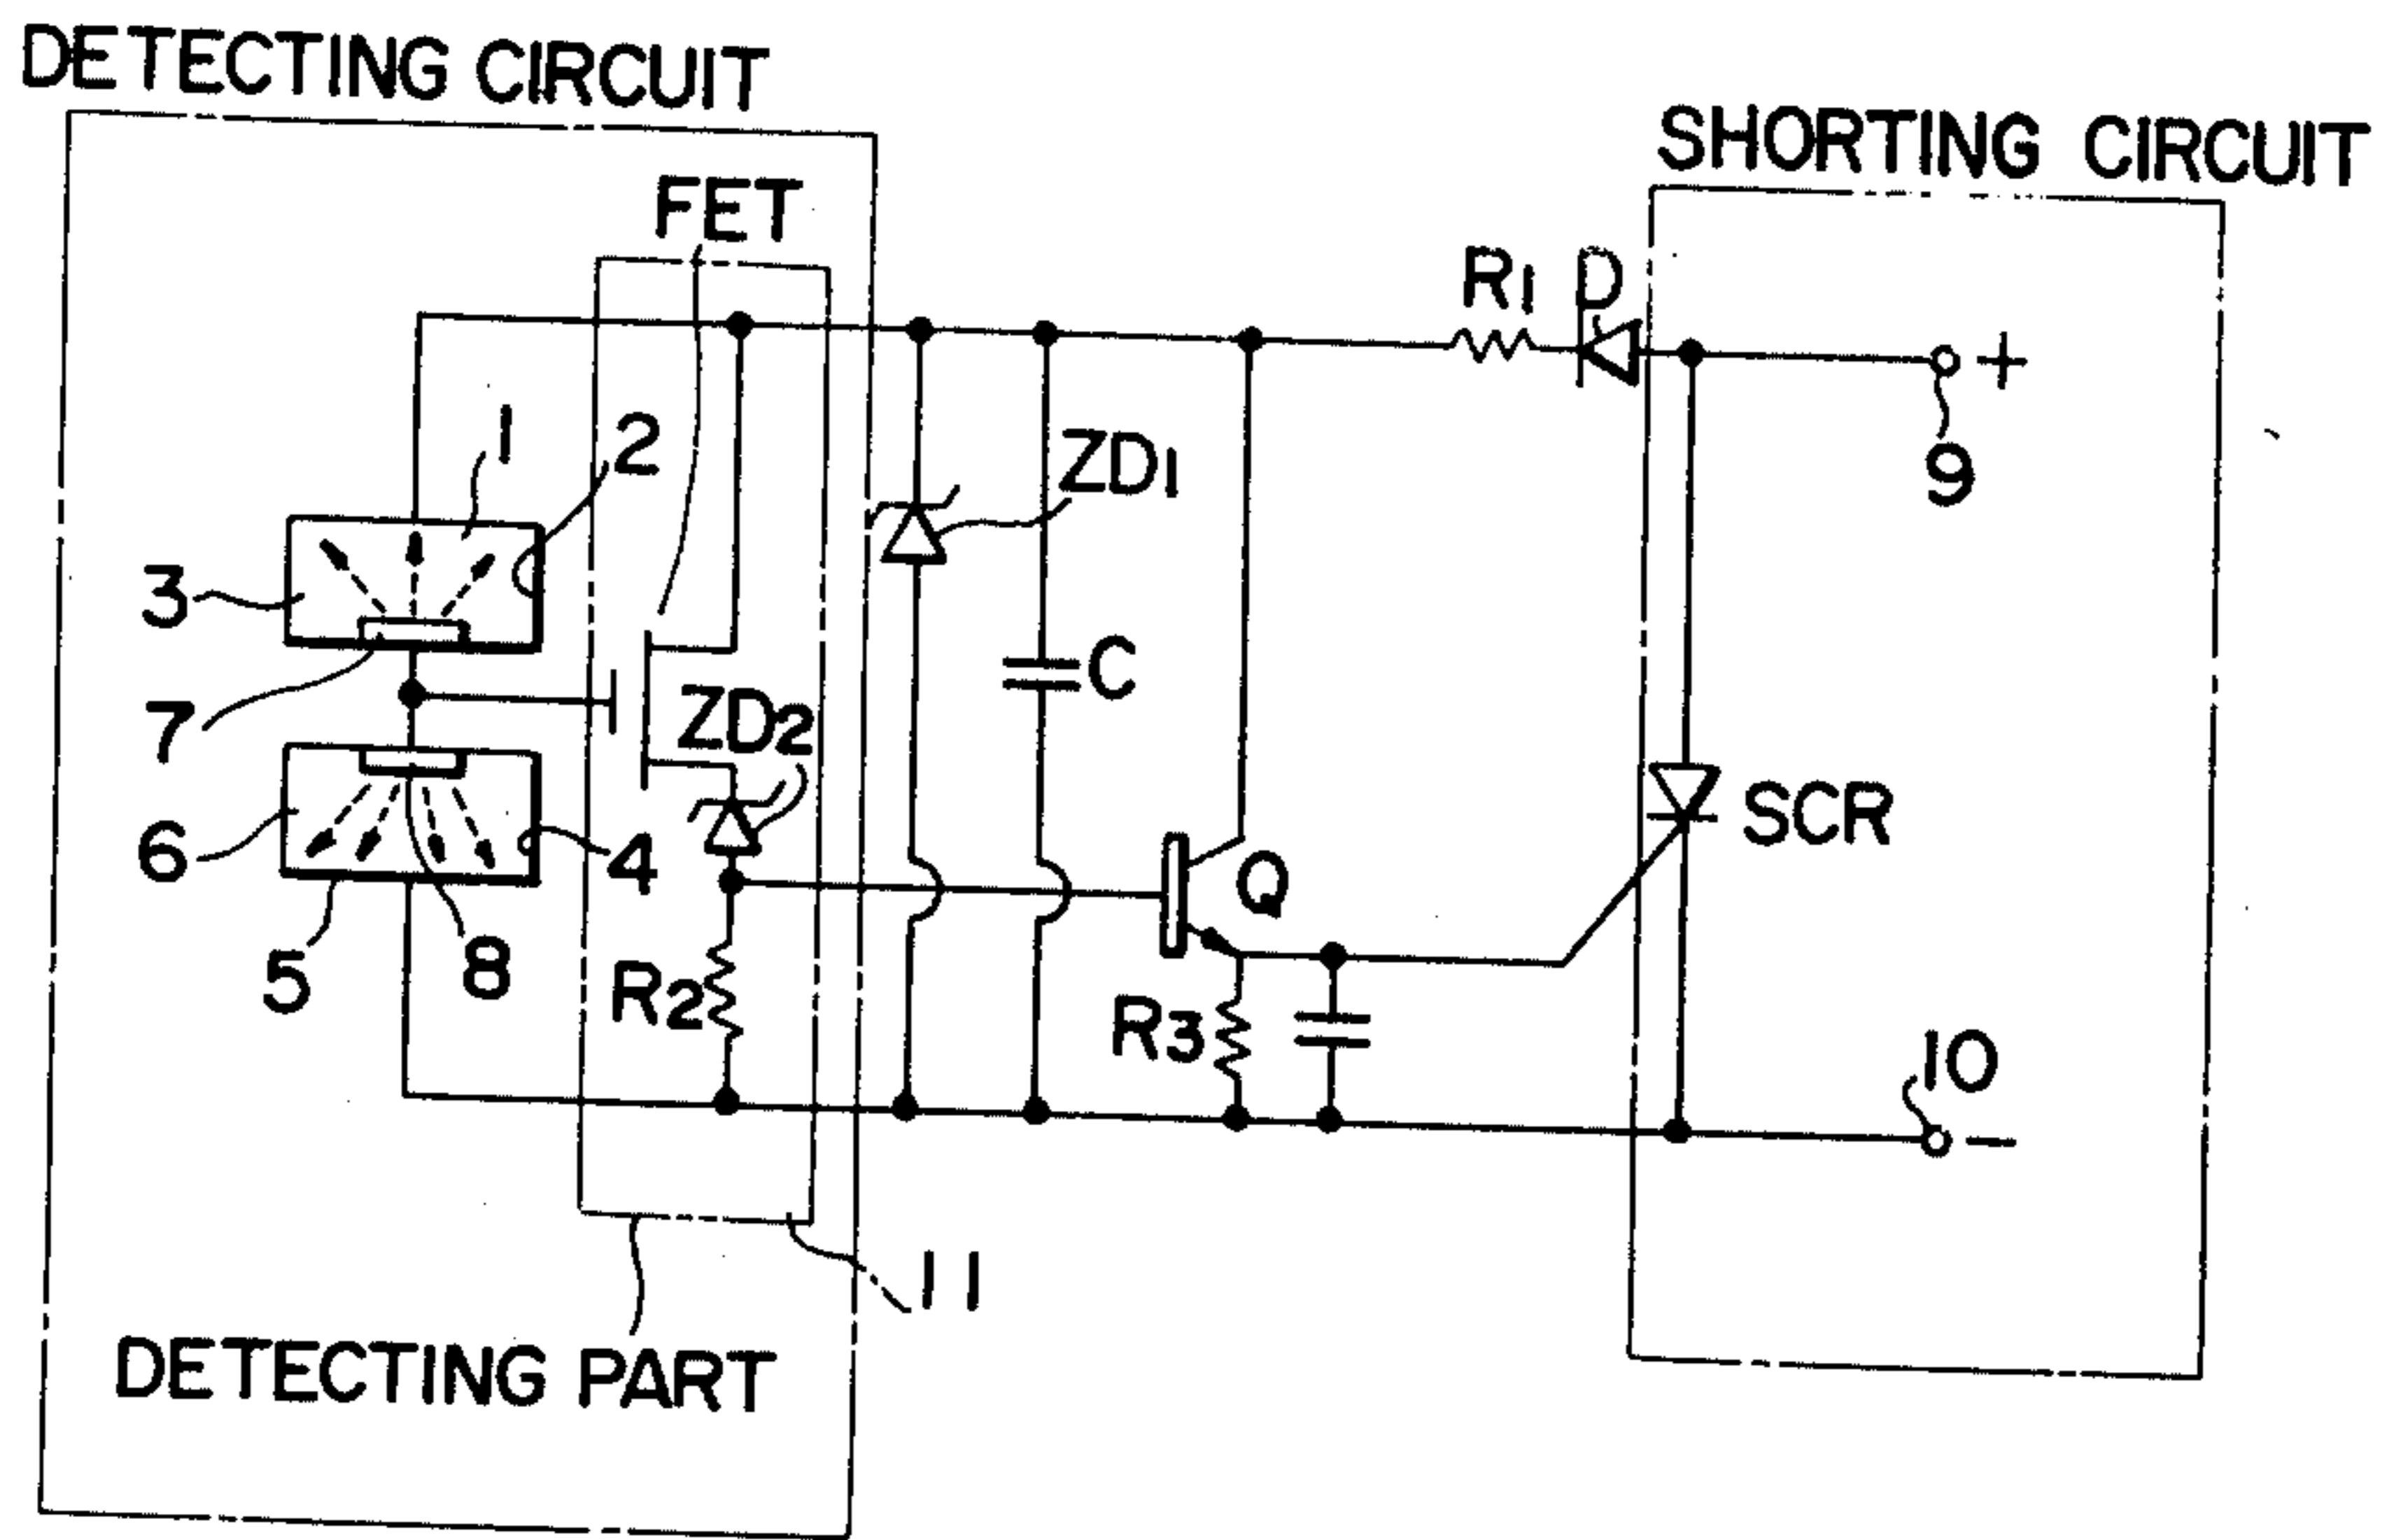 DETECTING CIRCUIT
SHORTING CIRCUIT
FET
R1 D
+
1 2
ZD1
9
3
C
7
ZD2
SCR
6
4
Q
5 8
R2
R3
10
−
11
DETECTING PART